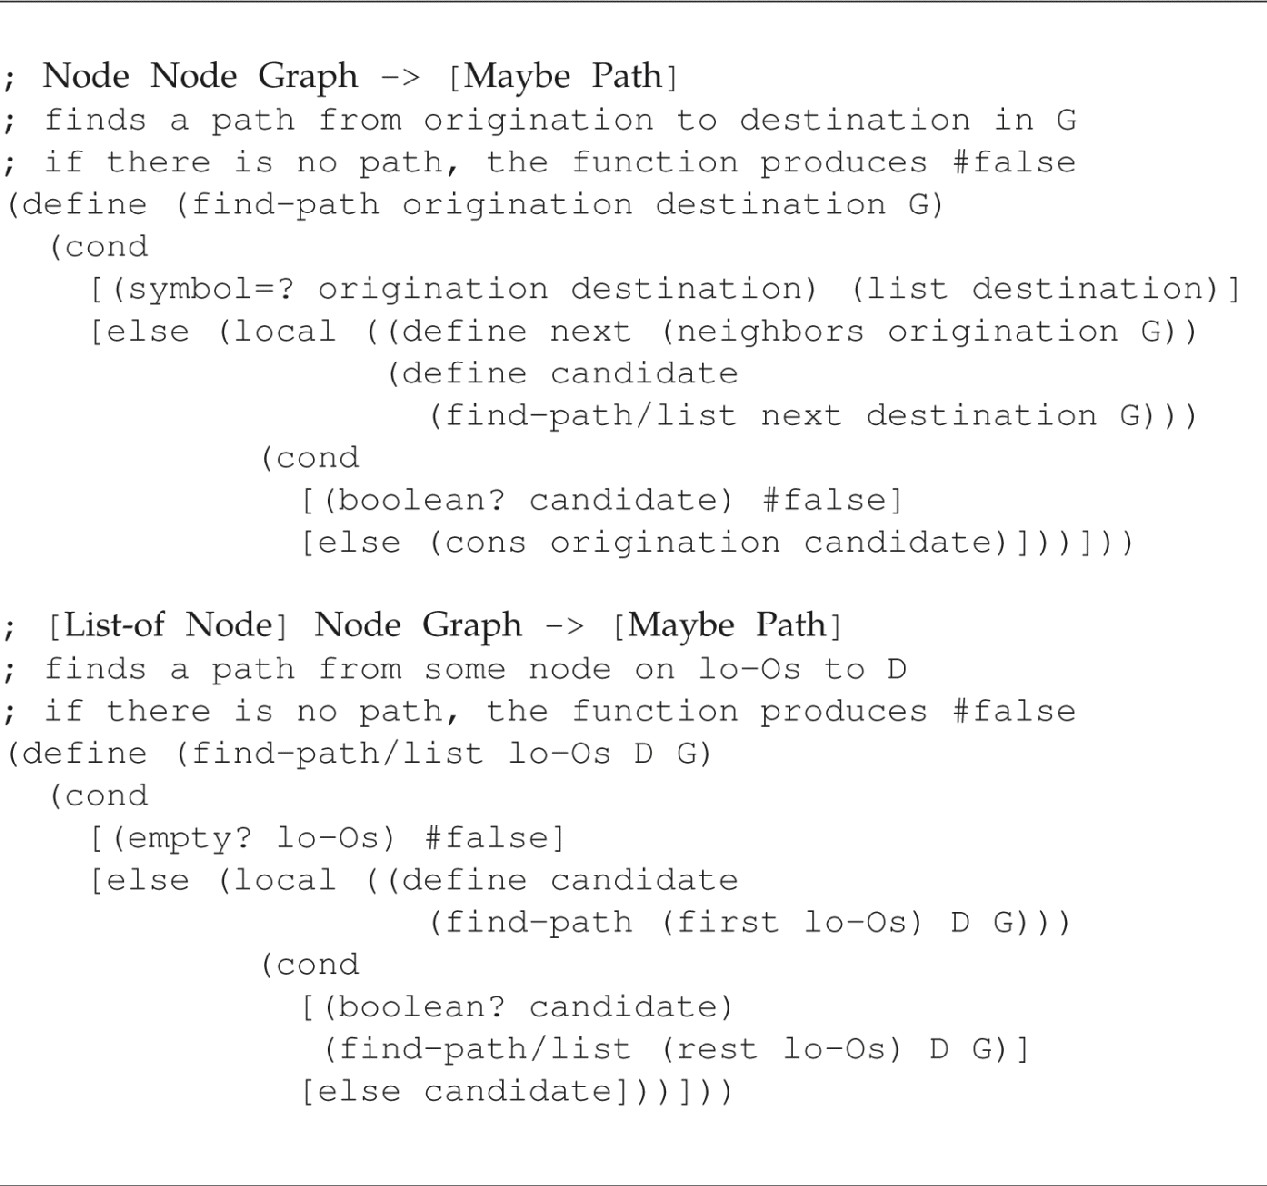 ; Node Node Graph -> [Maybe Path]
; finds a path from origination to destination in G
; if there is no path, the function produces #false
(define (find-path origination destination G)
  (cond
    [(symbol=? origination destination) (list destination)]
    [else (local ((define next (neighbors origination G))
                  (define candidate
                    (find-path/list next destination G)))
            (cond
              [(boolean? candidate) #false]
              [else (cons origination candidate)]))]))
; [List-of Node] Node Graph -> [Maybe Path]
; finds a path from some node on lo-Os to D
; if there is no path, the function produces #false
(define (find-path/list lo-Os D G)
  (cond
    [(empty? lo-Os) #false]
    [else (local ((define candidate
                    (find-path (first lo-Os) D G)))
            (cond
              [(boolean? candidate)
               (find-path/list (rest lo-Os) D G)]
              [else candidate]))]))